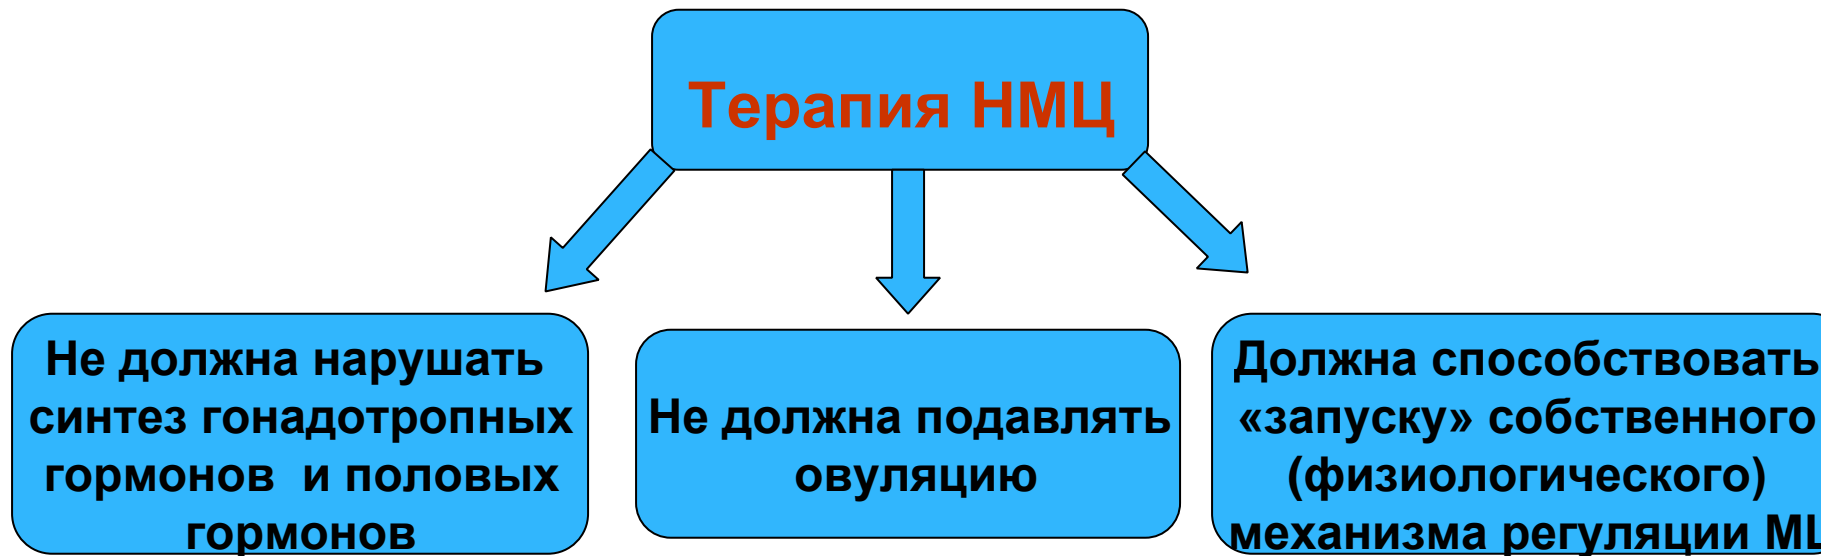 Терапия НМЦ
Не должна нарушать
синтез гонадотропных
гормонов и половых
гормонов
Не должна подавлять
овуляцию
Должна способствовать
«запуску» собственного
(физиологического)
механизма регуляции МЦ